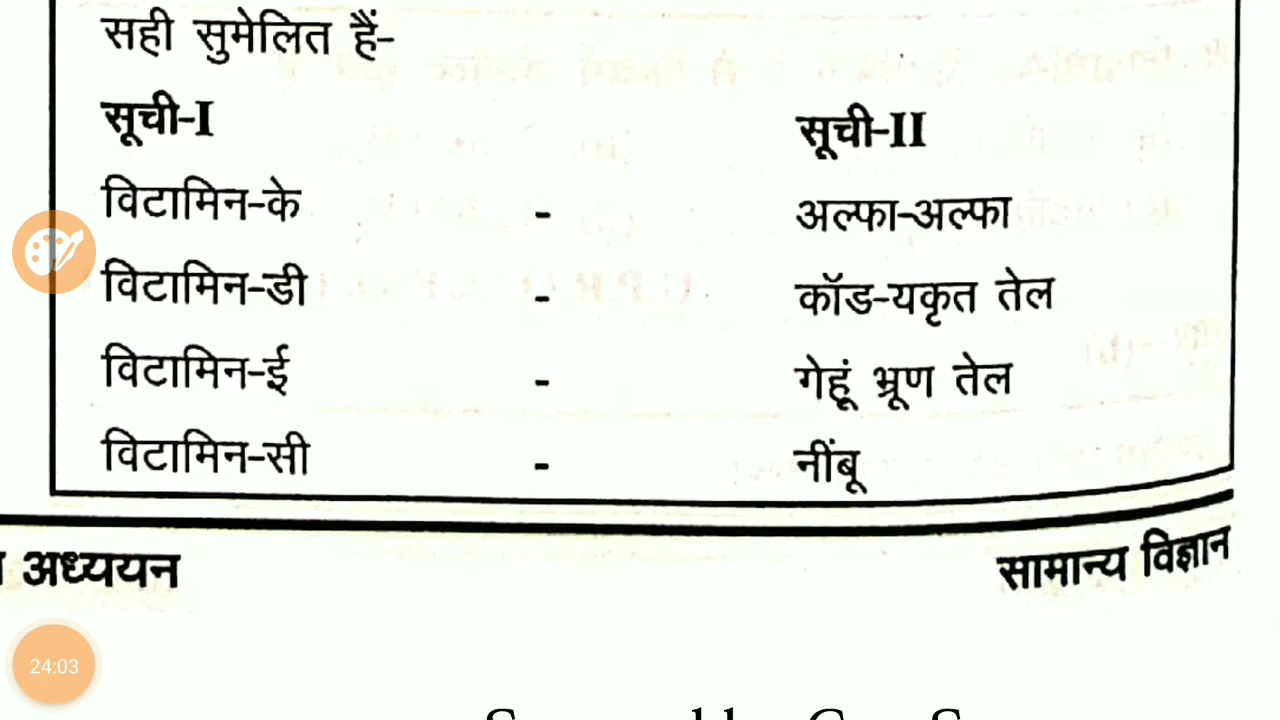 सही सुमेलित हैं-
सूची-I सूची-II
विटामिन-के - अल्फा-अल्फा
विटामिन-डी - कॉड-यकृत तेल
विटामिन-ई - गेहूं भ्रूण तेल
विटामिन-सी - नींबू
अध्ययन सामान्य विज्ञान
24:03